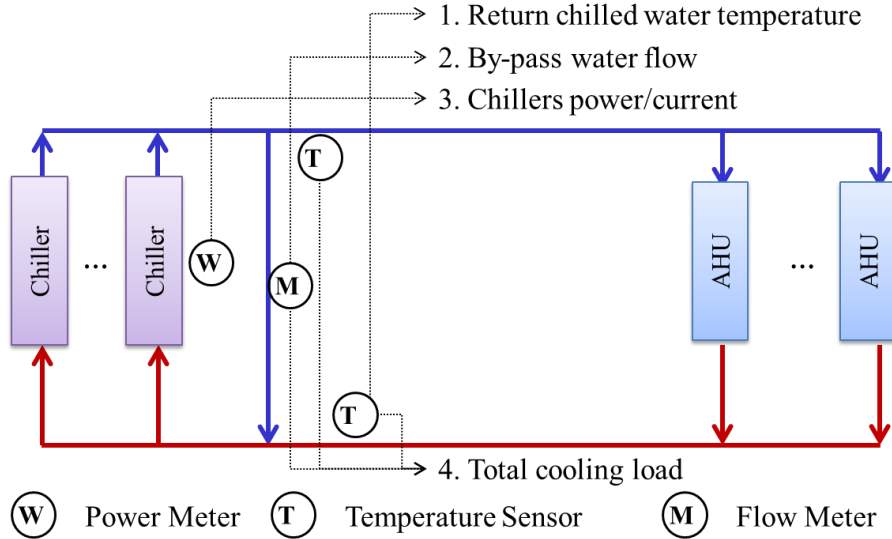 1. Return chilled water temperature
2. By-pass water flow
3. Chillers power/current
T
Chiller
...
Chiller
W
M
AHU
...
AHU
T
4. Total cooling load
W Power Meter
T Temperature Sensor
M Flow Meter